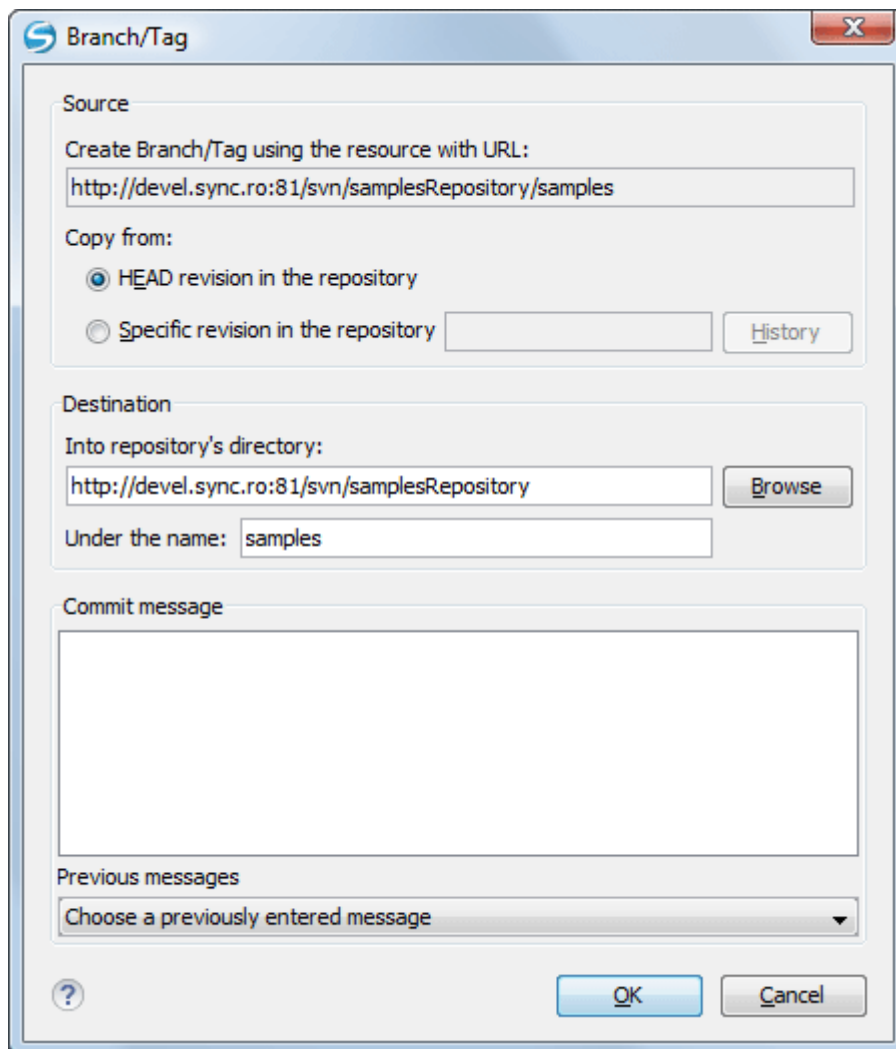 Branch/Tag
Source
Create Branch/Tag using the resource with URL:
http://devel.sync.ro:81/svn/samplesRepository/samples
Copy from:
HEAD revision in the repository
Specific revision in the repository History
Destination
Into repository's directory:
http://devel.sync.ro:81/svn/samplesRepository Browse
Under the name: samples
Commit message
Previous messages
Choose a previously entered message
? OK Cancel